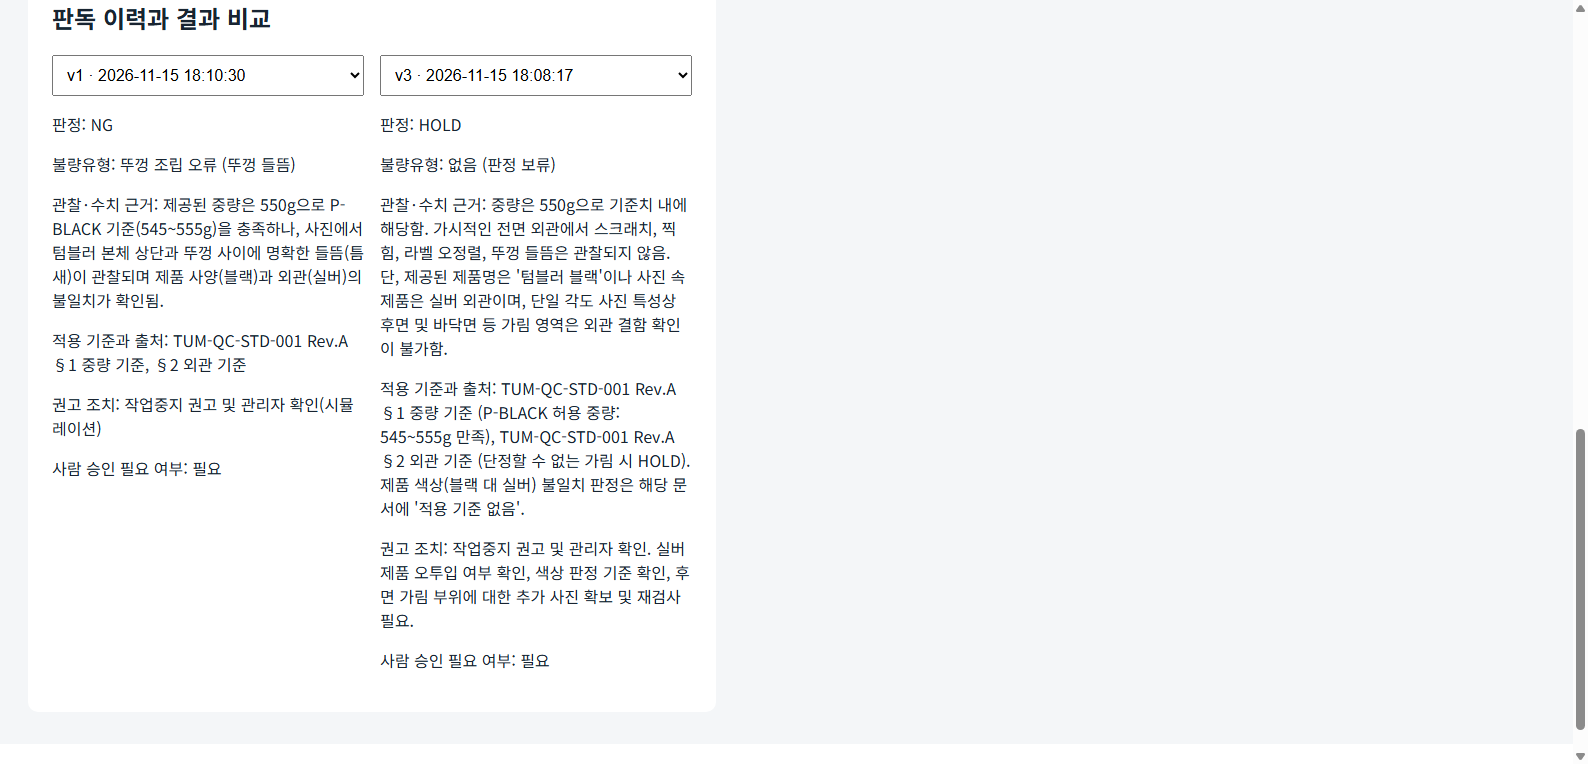 판독 이력과 결과 비교
v1 · 2026-11-15 18:10:30
판정: NG
불량유형: 뚜껑 조립 오류 (뚜껑 들뜸)
관찰·수치 근거: 제공된 중량은 550g으로 P-
BLACK 기준(545~555g)을 충족하나, 사진에서
텀블러 본체 상단과 뚜껑 사이에 명확한 들뜸(틈
새)이 관찰되며 제품 사양(블랙)과 외관(실버)의
불일치가 확인됨.
적용 기준과 출처: TUM-QC-STD-001 Rev.A
§1 중량 기준, §2 외관 기준
권고 조치: 작업중지 권고 및 관리자 확인(시뮬
레이션)
사람 승인 필요 여부: 필요
v3 · 2026-11-15 18:08:17
판정: HOLD
불량유형: 없음 (판정 보류)
관찰·수치 근거: 중량은 550g으로 기준치 내에
해당함. 가시적인 전면 외관에서 스크래치, 찍
힘, 라벨 오정렬, 뚜껑 들뜸은 관찰되지 않음.
단, 제공된 제품명은 '텀블러 블랙'이나 사진 속
제품은 실버 외관이며, 단일 각도 사진 특성상
후면 및 바닥면 등 가림 영역은 외관 결함 확인
이 불가함.
적용 기준과 출처: TUM-QC-STD-001 Rev.A
§1 중량 기준 (P-BLACK 허용 중량:
545~555g 만족), TUM-QC-STD-001 Rev.A
§2 외관 기준 (단정할 수 없는 가림 시 HOLD).
제품 색상(블랙 대 실버) 불일치 판정은 해당 문
서에 '적용 기준 없음'.
권고 조치: 작업중지 권고 및 관리자 확인. 실버
제품 오투입 여부 확인, 색상 판정 기준 확인, 후
면 가림 부위에 대한 추가 사진 확보 및 재검사
필요.
사람 승인 필요 여부: 필요